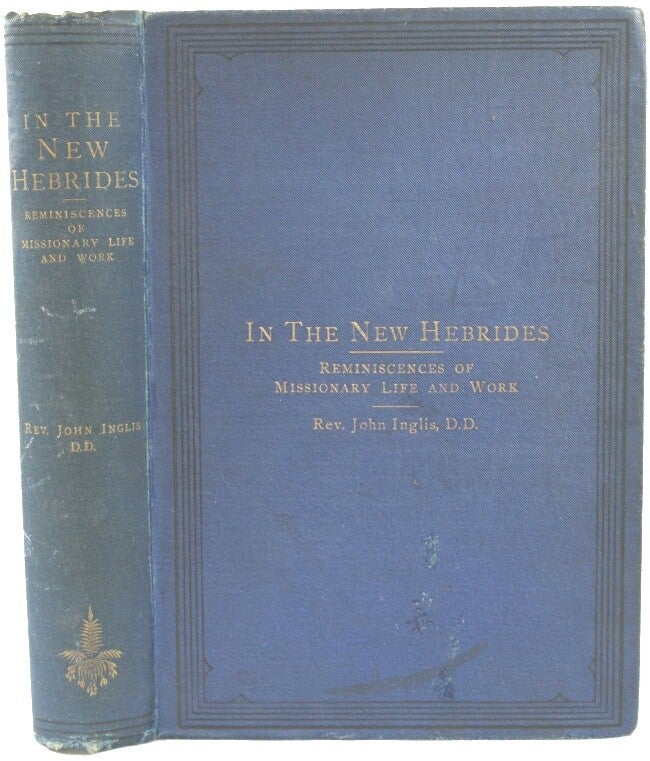 IN THE
NEW
HEBRIDES
REMINISCENCES
OF
MISSIONARY LIFE
AND WORK
REV. JOHN INGLIS
D.D.
IN THE NEW HEBRIDES
REMINISCENCES OF
MISSIONARY LIFE AND WORK
Rev. John Inglis, D.D.